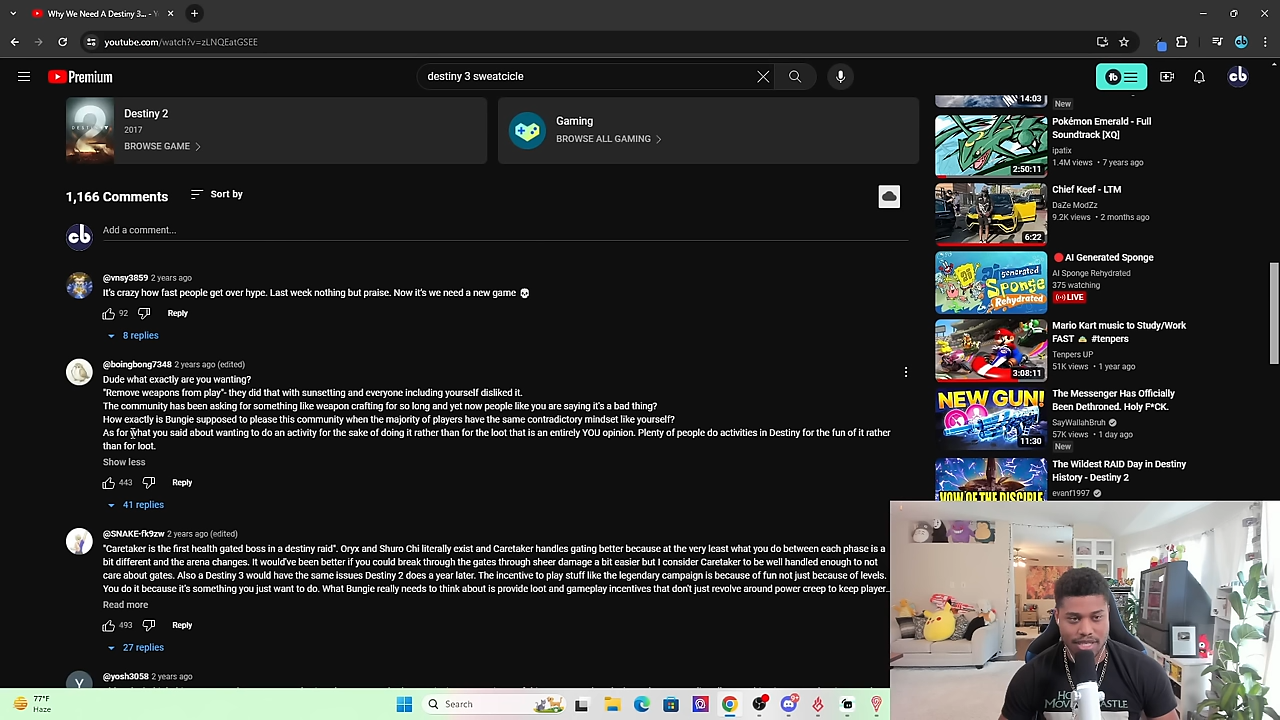 Why We Need A Destiny 3... - Y
youtube.com/watch?v=zLNQEatGSEE
Premium
destiny 3 sweatcicle
cb
Destiny 2
2017
BROWSE GAME
Gaming
BROWSE ALL GAMING
1,166 Comments
Sort by
cb
Add a comment...
@vnsy3859 2 years ago
It's crazy how fast people get over hype. Last week nothing but praise. Now it's we need a new game 💀
92 Reply
8 replies
@boingbong7348 2 years ago (edited)
Dude what exactly are you wanting?
"Remove weapons from play"- they did that with sunsetting and everyone including yourself disliked it.
The community has been asking for something like weapon crafting for so long and yet now people like you are saying it's a bad thing?
How exactly is Bungie supposed to please this community when the majority of players have the same contradictory mindset like yourself?
As for what you said about wanting to do an activity for the sake of doing it rather than for the loot that is an entirely YOU opinion. Plenty of people do activities in Destiny for the fun of it rather
than for loot.
Show less
443 Reply
41 replies
@SNAKE-fk9zw 2 years ago (edited)
"Caretaker is the first health gated boss in a destiny raid". Oryx and Shuro Chi literally exist and Caretaker handles gating better because at the very least what you do between each phase is a
bit different and the arena changes. It would've been better if you could break through the gates through sheer damage a bit easier but I consider Caretaker to be well handled enough to not
care about gates. Also a Destiny 3 would have the same issues Destiny 2 does a year later. The incentive to play stuff like the legendary campaign is because of fun not just because of levels.
You do it because it's something you just want to do. What Bungie really needs to think about is provide loot and gameplay incentives that don't just revolve around power creep to keep player...
Read more
493 Reply
27 replies
Y
@yosh3058 2 years ago
14:03
New
Pokémon Emerald - Full
Soundtrack [XQ]
ipatix
1.4M views • 7 years ago
2:50:11
Chief Keef - LTM
DaZe ModZz
9.2K views • 2 months ago
6:22
AI Generated Sponge
AI Sponge Rehydrated
375 watching
LIVE
ai generated
Sponge
Rehydrated
Mario Kart music to Study/Work
FAST #tenpers
Tenpers UP
51K views • 1 year ago
3:08:11
The Messenger Has Officially
Been Dethroned. Holy F*CK.
SayWallahBruh
57K views • 1 day ago
New
NEW GUN!
11:30
The Wildest RAID Day in Destiny
History - Destiny 2
evanf1997
VOW OF THE DISCIPLE
77°F
Haze
Search